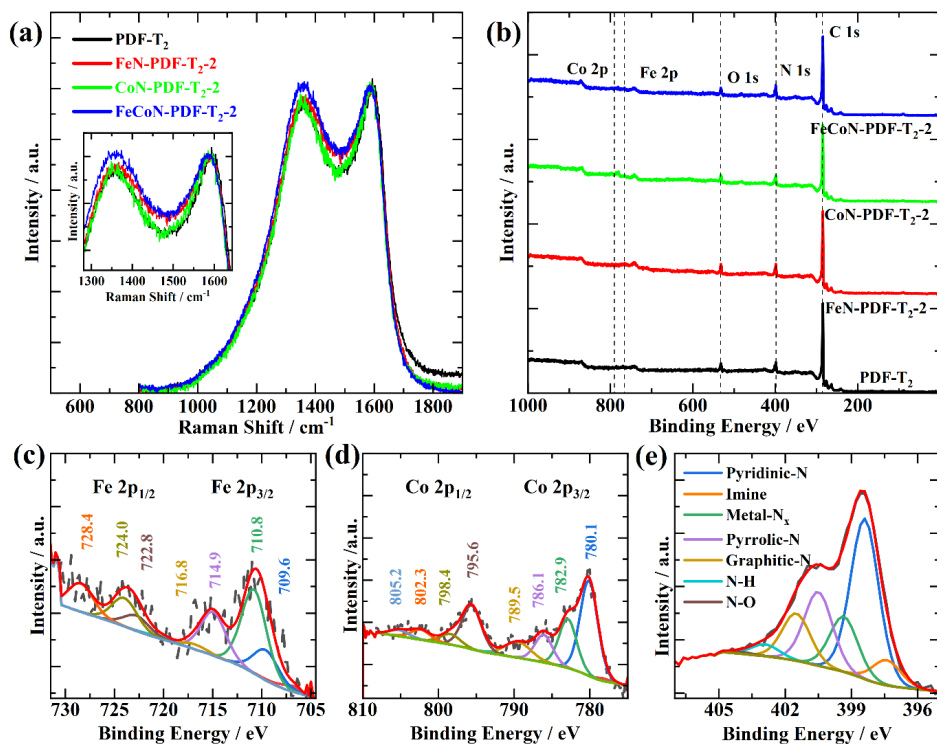 (a)
PDF-T2
FeN-PDF-T2-2
CoN-PDF-T2-2
FeCoN-PDF-T2-2
Intensity / a.u.
1300 1400 1500 1600
Raman Shift / cm-1
Intensity / a.u.
600 800 1000 1200 1400 1600 1800
Raman Shift / cm-1
(b)
C 1s
Co 2p Fe 2p O 1s N 1s
FeCoN-PDF-T2-2
CoN-PDF-T2-2
FeN-PDF-T2-2
PDF-T2
Intensity / a.u.
1000 800 600 400 200 0
Binding Energy / eV
(c)
Fe 2p1/2 Fe 2p3/2
728.4 724.0 722.8 716.8 714.9 710.8 709.6
Intensity / a.u.
730 725 720 715 710 705
Binding Energy / eV
(d)
Co 2p1/2 Co 2p3/2
805.2 802.3 798.4 795.6 789.5 786.1 782.9 780.1
Intensity / a.u.
810 800 790 780
Binding Energy / eV
(e)
Pyridinic-N
Imine
Metal-Nx
Pyrrolic-N
Graphitic-N
N-H
N-O
Intensity / a.u.
405 402 399 396
Binding Energy / eV